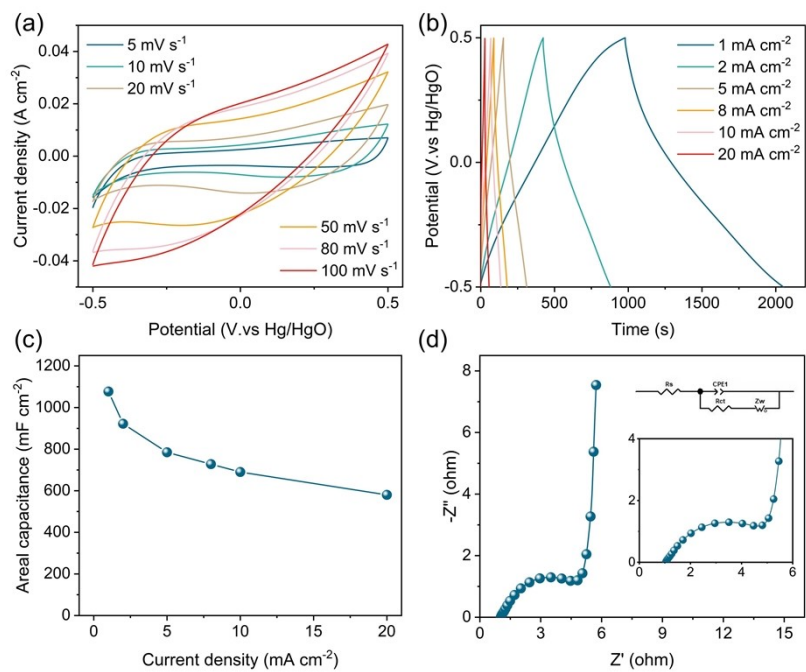 (a)
5 mV s⁻¹
10 mV s⁻¹
20 mV s⁻¹
50 mV s⁻¹
80 mV s⁻¹
100 mV s⁻¹
0.04
0.02
0.00
-0.02
-0.04
-0.5
0.0
0.5
Current density (A cm⁻²)
Potential (V.vs Hg/HgO)
(b)
1 mA cm⁻²
2 mA cm⁻²
5 mA cm⁻²
8 mA cm⁻²
10 mA cm⁻²
20 mA cm⁻²
0.5
0.0
-0.5
0
500
1000
1500
2000
Potential (V.vs Hg/HgO)
Time (s)
(c)
1200
1000
800
600
400
200
0
0
5
10
15
20
Areal capacitance (mF cm⁻²)
Current density (mA cm⁻²)
(d)
8
6
4
2
0
0
3
6
9
12
15
-Z'' (ohm)
Z' (ohm)
Rs
CPE1
Rct
Zw
4
2
0
0
2
4
6